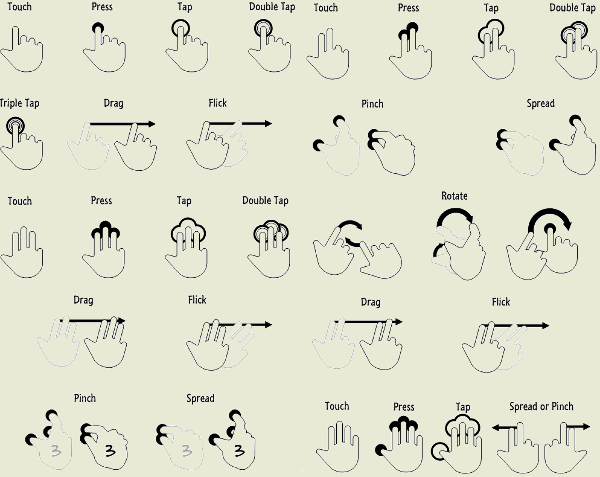 Touch Press Tap Double Tap Touch Press Tap Double Tap
Triple Tap Drag Flick Pinch Spread
Touch Press Tap Double Tap Rotate
Drag Flick Drag Flick
Pinch Spread Touch Press Tap Spread or Pinch
3 3 3 3